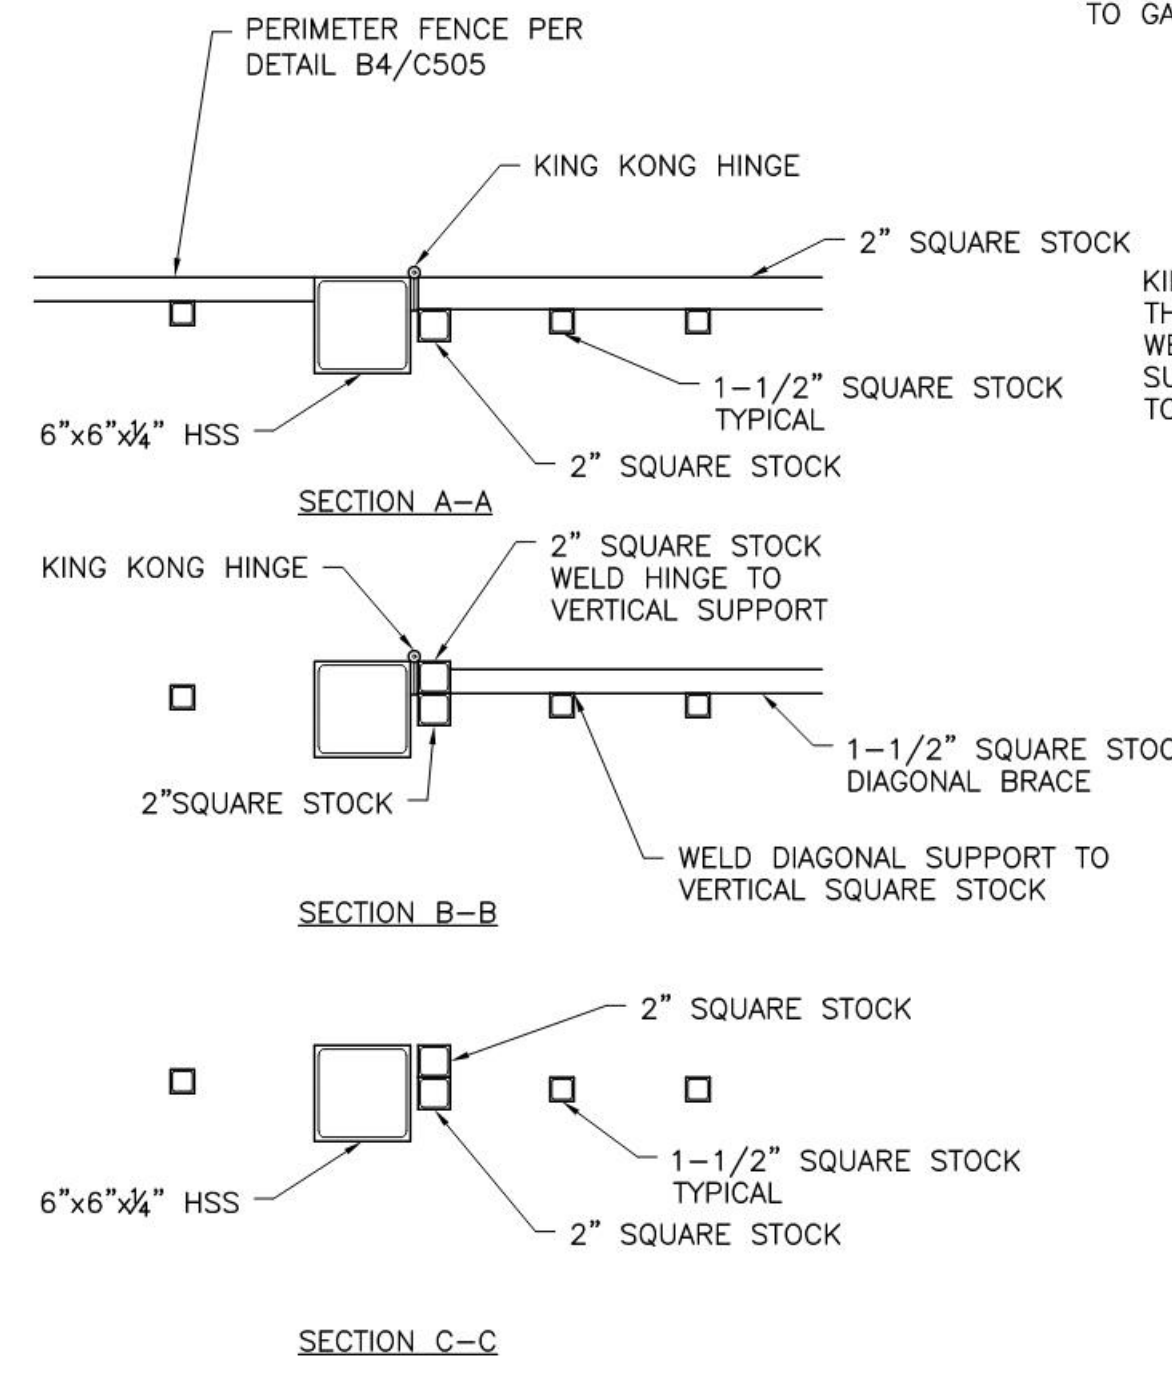 TO GA
PERIMETER FENCE PER
DETAIL B4/C505
KING KONG HINGE
2” SQUARE STOCK
1-1/2” SQUARE STOCK
TYPICAL
6”x6”x¼” HSS
2” SQUARE STOCK
SECTION A-A
KING KONG HINGE
2” SQUARE STOCK
WELD HINGE TO
VERTICAL SUPPORT
2”SQUARE STOCK
1-1/2” SQUARE STOC
DIAGONAL BRACE
WELD DIAGONAL SUPPORT TO
VERTICAL SQUARE STOCK
SECTION B-B
2” SQUARE STOCK
1-1/2” SQUARE STOCK
TYPICAL
6”x6”x¼” HSS
2” SQUARE STOCK
SECTION C-C